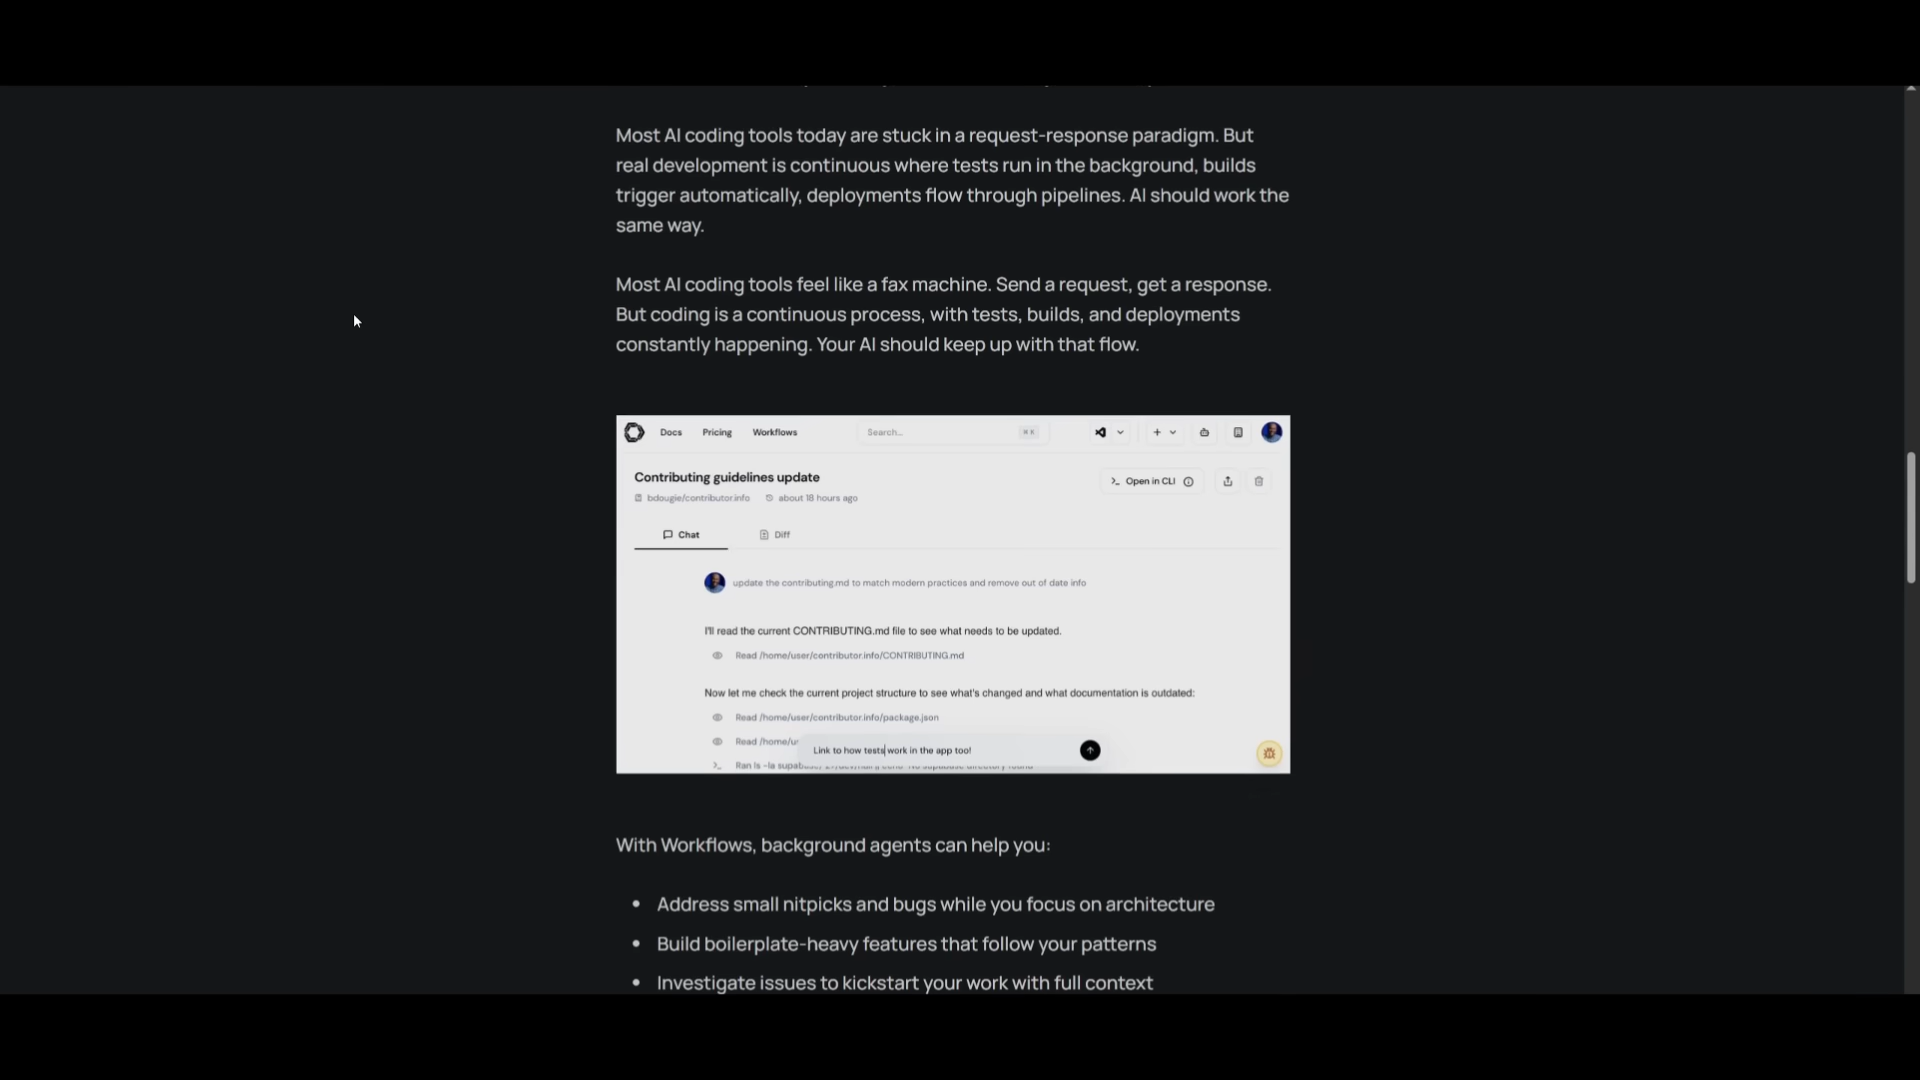 Most AI coding tools today are stuck in a request-response paradigm. But
real development is continuous where tests run in the background, builds
trigger automatically, deployments flow through pipelines. AI should work the
same way.
Most AI coding tools feel like a fax machine. Send a request, get a response.
But coding is a continuous process, with tests, builds, and deployments
constantly happening. Your AI should keep up with that flow.
Docs Pricing Workflows Search... ⌘K
Contributing guidelines update
Open in CLI
bdougie/contributor.info about 18 hours ago
Chat Diff
update the contributing.md to match modern practices and remove out of date info
I'll read the current CONTRIBUTING.md file to see what needs to be updated.
Read /home/user/contributor.info/CONTRIBUTING.md
Now let me check the current project structure to see what's changed and what documentation is outdated:
Read /home/user/contributor.info/package.json
Read /home/us
Link to how tests work in the app too!
Ran ls -la
With Workflows, background agents can help you:
• Address small nitpicks and bugs while you focus on architecture
• Build boilerplate-heavy features that follow your patterns
• Investigate issues to kickstart your work with full context